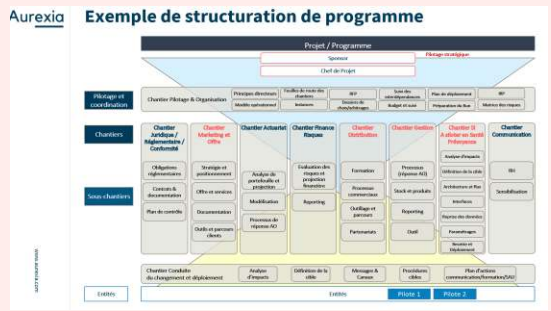 Aurexia
Exemple de structuration de programme
Projet / Programme
Sponsor
Pilotage stratégique
Chef de Projet
Pilotage et coordination
Chantier Pilotage & Organisation
Principes directeurs
Feuilles de route des chantiers
RFP
Suivi des interdépendances
Plan de déploiement
Modèle opérationnel
Instances
Dossiers de choix/arbitrages
Budget et suivi
Préparation du Run
Matrice des risques
Chantiers
Chantier Juridique / Réglementaire / Conformité
Chantier Marketing et Offre
Chantier Actuariat
Chantier Finance Risques
Chantier Distribution
Chantier Gestion
Chantier SI
Chantier Communication
Sous chantiers
Obligations réglementaires
Contrats & documentation
Plan de contrôle
Stratégie et positionnement
Offre et services
Documentation
Outils et parcours clients
Analyse de portefeuille et projection
Modélisation
Processus de réponse AO
Evaluation des risques et projection financière
Reporting
Formation
Processus commerciaux
Outillage et parcours
Partenariats
Processus (réponse AO)
Stock et produits
Reporting
Outil
Analyse d'impacts
Définition de la cible
Architecture et Flux
Interfaces
Reprise des données
Paramétrages
Recette et Déploiement
RH
Sensibilisation
Chantier Conduite du changement et déploiement
Analyse d'impacts
Définition de la cible
Messages & Canaux
Procédures cibles
Plan d'actions communication/formation/SAU
Entités
Entités
Pilote 1
Pilote 2
www.aurexia.com